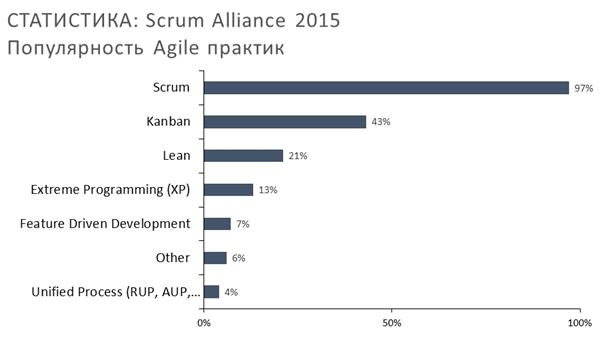 СТАТИСТИКА: Scrum Alliance 2015
Популярность Agile практик
Scrum 97%
Kanban 43%
Lean 21%
Extreme Programming (XP) 13%
Feature Driven Development 7%
Other 6%
Unified Process (RUP, AUP,... 4%
0% 50% 100%